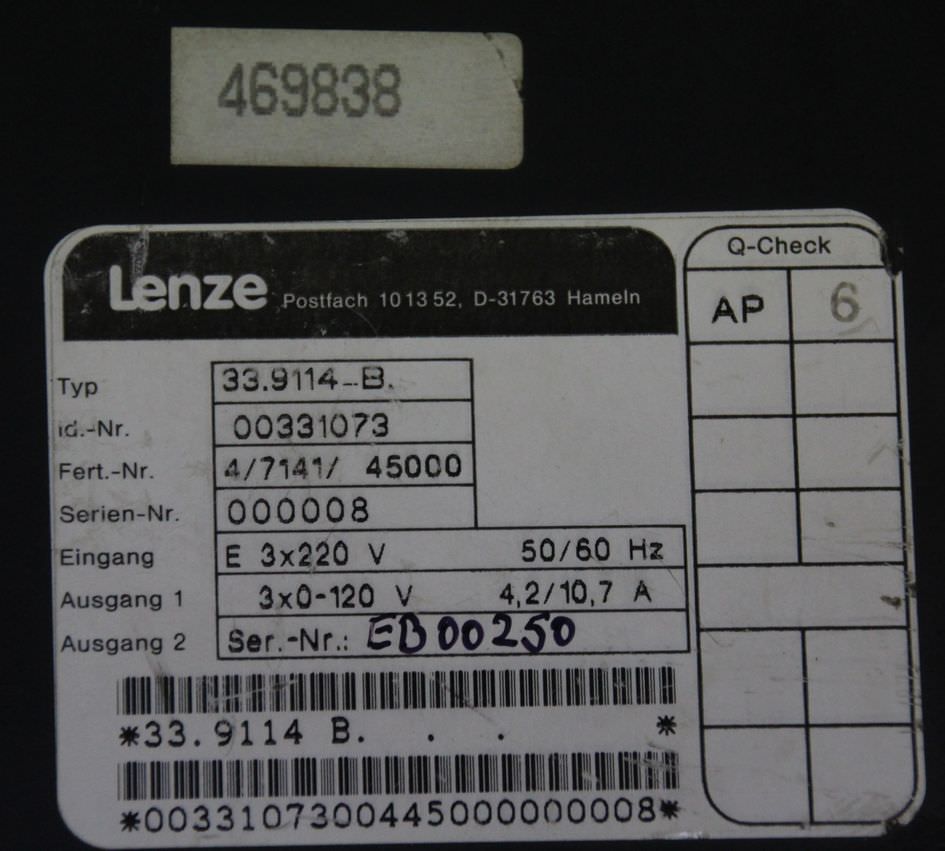 469838
Lenze Postfach 10 13 52, D-31763 Hameln
Q-Check
AP 6
Typ 33.9114-B.
id.-Nr. 00331073
Fert.-Nr. 4/7141/ 45000
Serien-Nr. 000008
Eingang E 3x220 V 50/60 Hz
Ausgang 1 3x0-120 V 4,2/10,7 A
Ausgang 2 Ser.-Nr.: EB00250
*33.9114 B. . . *
*00331073004450000000008*